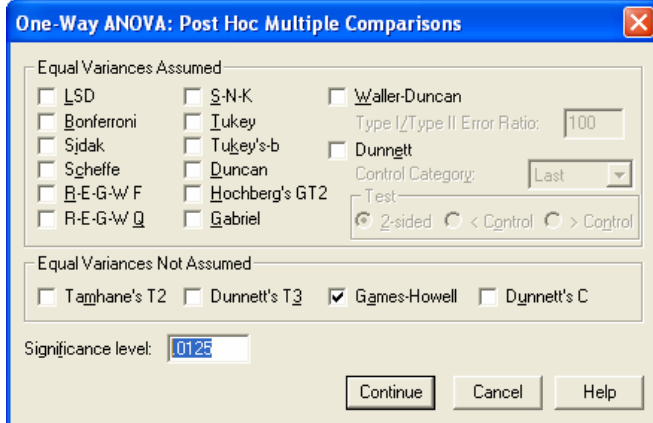 One-Way ANOVA: Post Hoc Multiple Comparisons
Equal Variances Assumed
LSD
Bonferroni
Sidak
Scheffe
R-E-G-W F
R-E-G-W Q
S-N-K
Tukey
Tukey's-b
Duncan
Hochberg's GT2
Gabriel
Waller-Duncan
Type I/Type II Error Ratio: 100
Dunnett
Control Category: Last
Test
2-sided < Control > Control
Equal Variances Not Assumed
Tamhane's T2 Dunnett's T3 Games-Howell Dunnett's C
Significance level: .0125
Continue Cancel Help